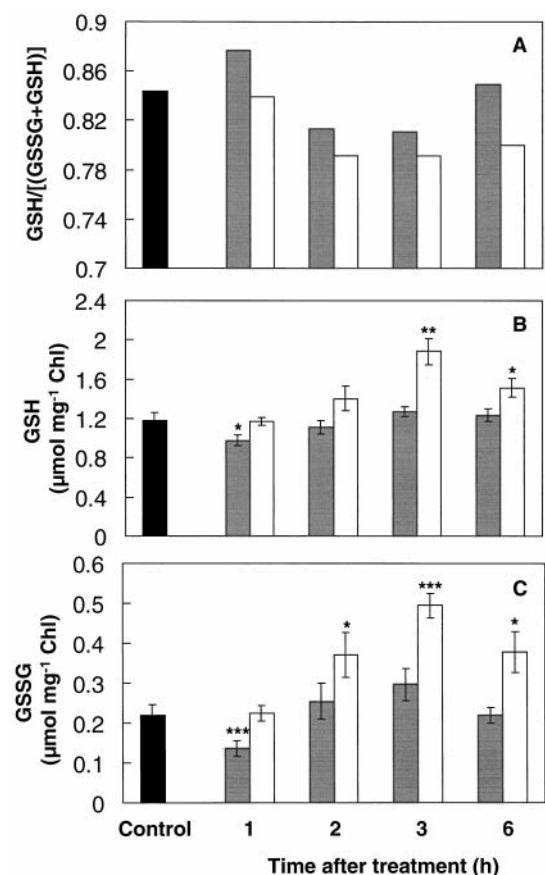 0.9
A
0.86
0.82
0.78
0.74
0.7
GSH/[(GSSG+GSH)]
2.4
B
2
1.6
1.2
0.8
0.4
0
GSH
(µmol mg⁻¹ Chl)
*
**
*
0.6
C
0.5
0.4
0.3
0.2
0.1
0
GSSG
(µmol mg⁻¹ Chl)
***
*
***
*
Control 1 2 3 6
Time after treatment (h)